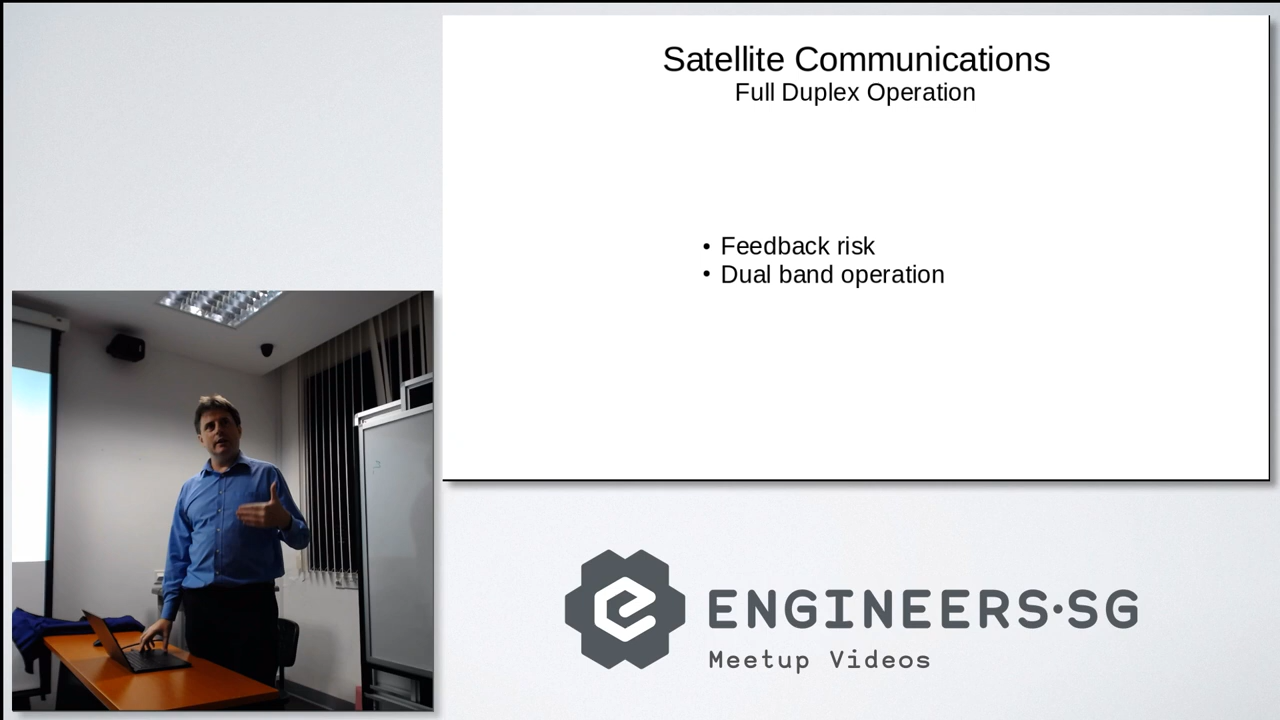 Satellite Communications
Full Duplex Operation
• Feedback risk
• Dual band operation
ENGINEERS·SG
Meetup Videos